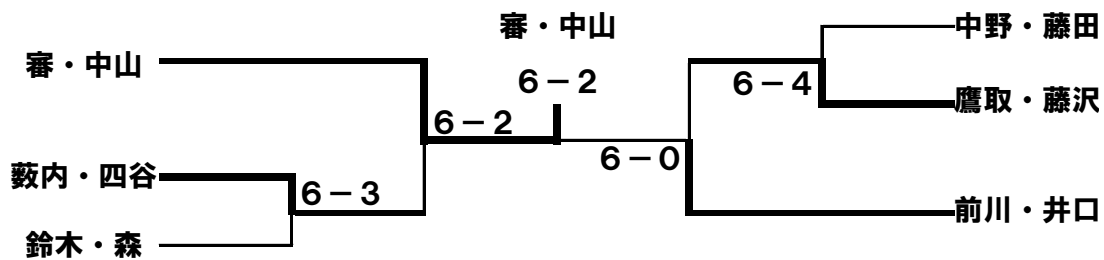 審・中山
中野・藤田
審・中山
6－2
6－4
鷹取・藤沢
6－2
6－0
薮内・四谷
6－3
前川・井口
鈴木・森